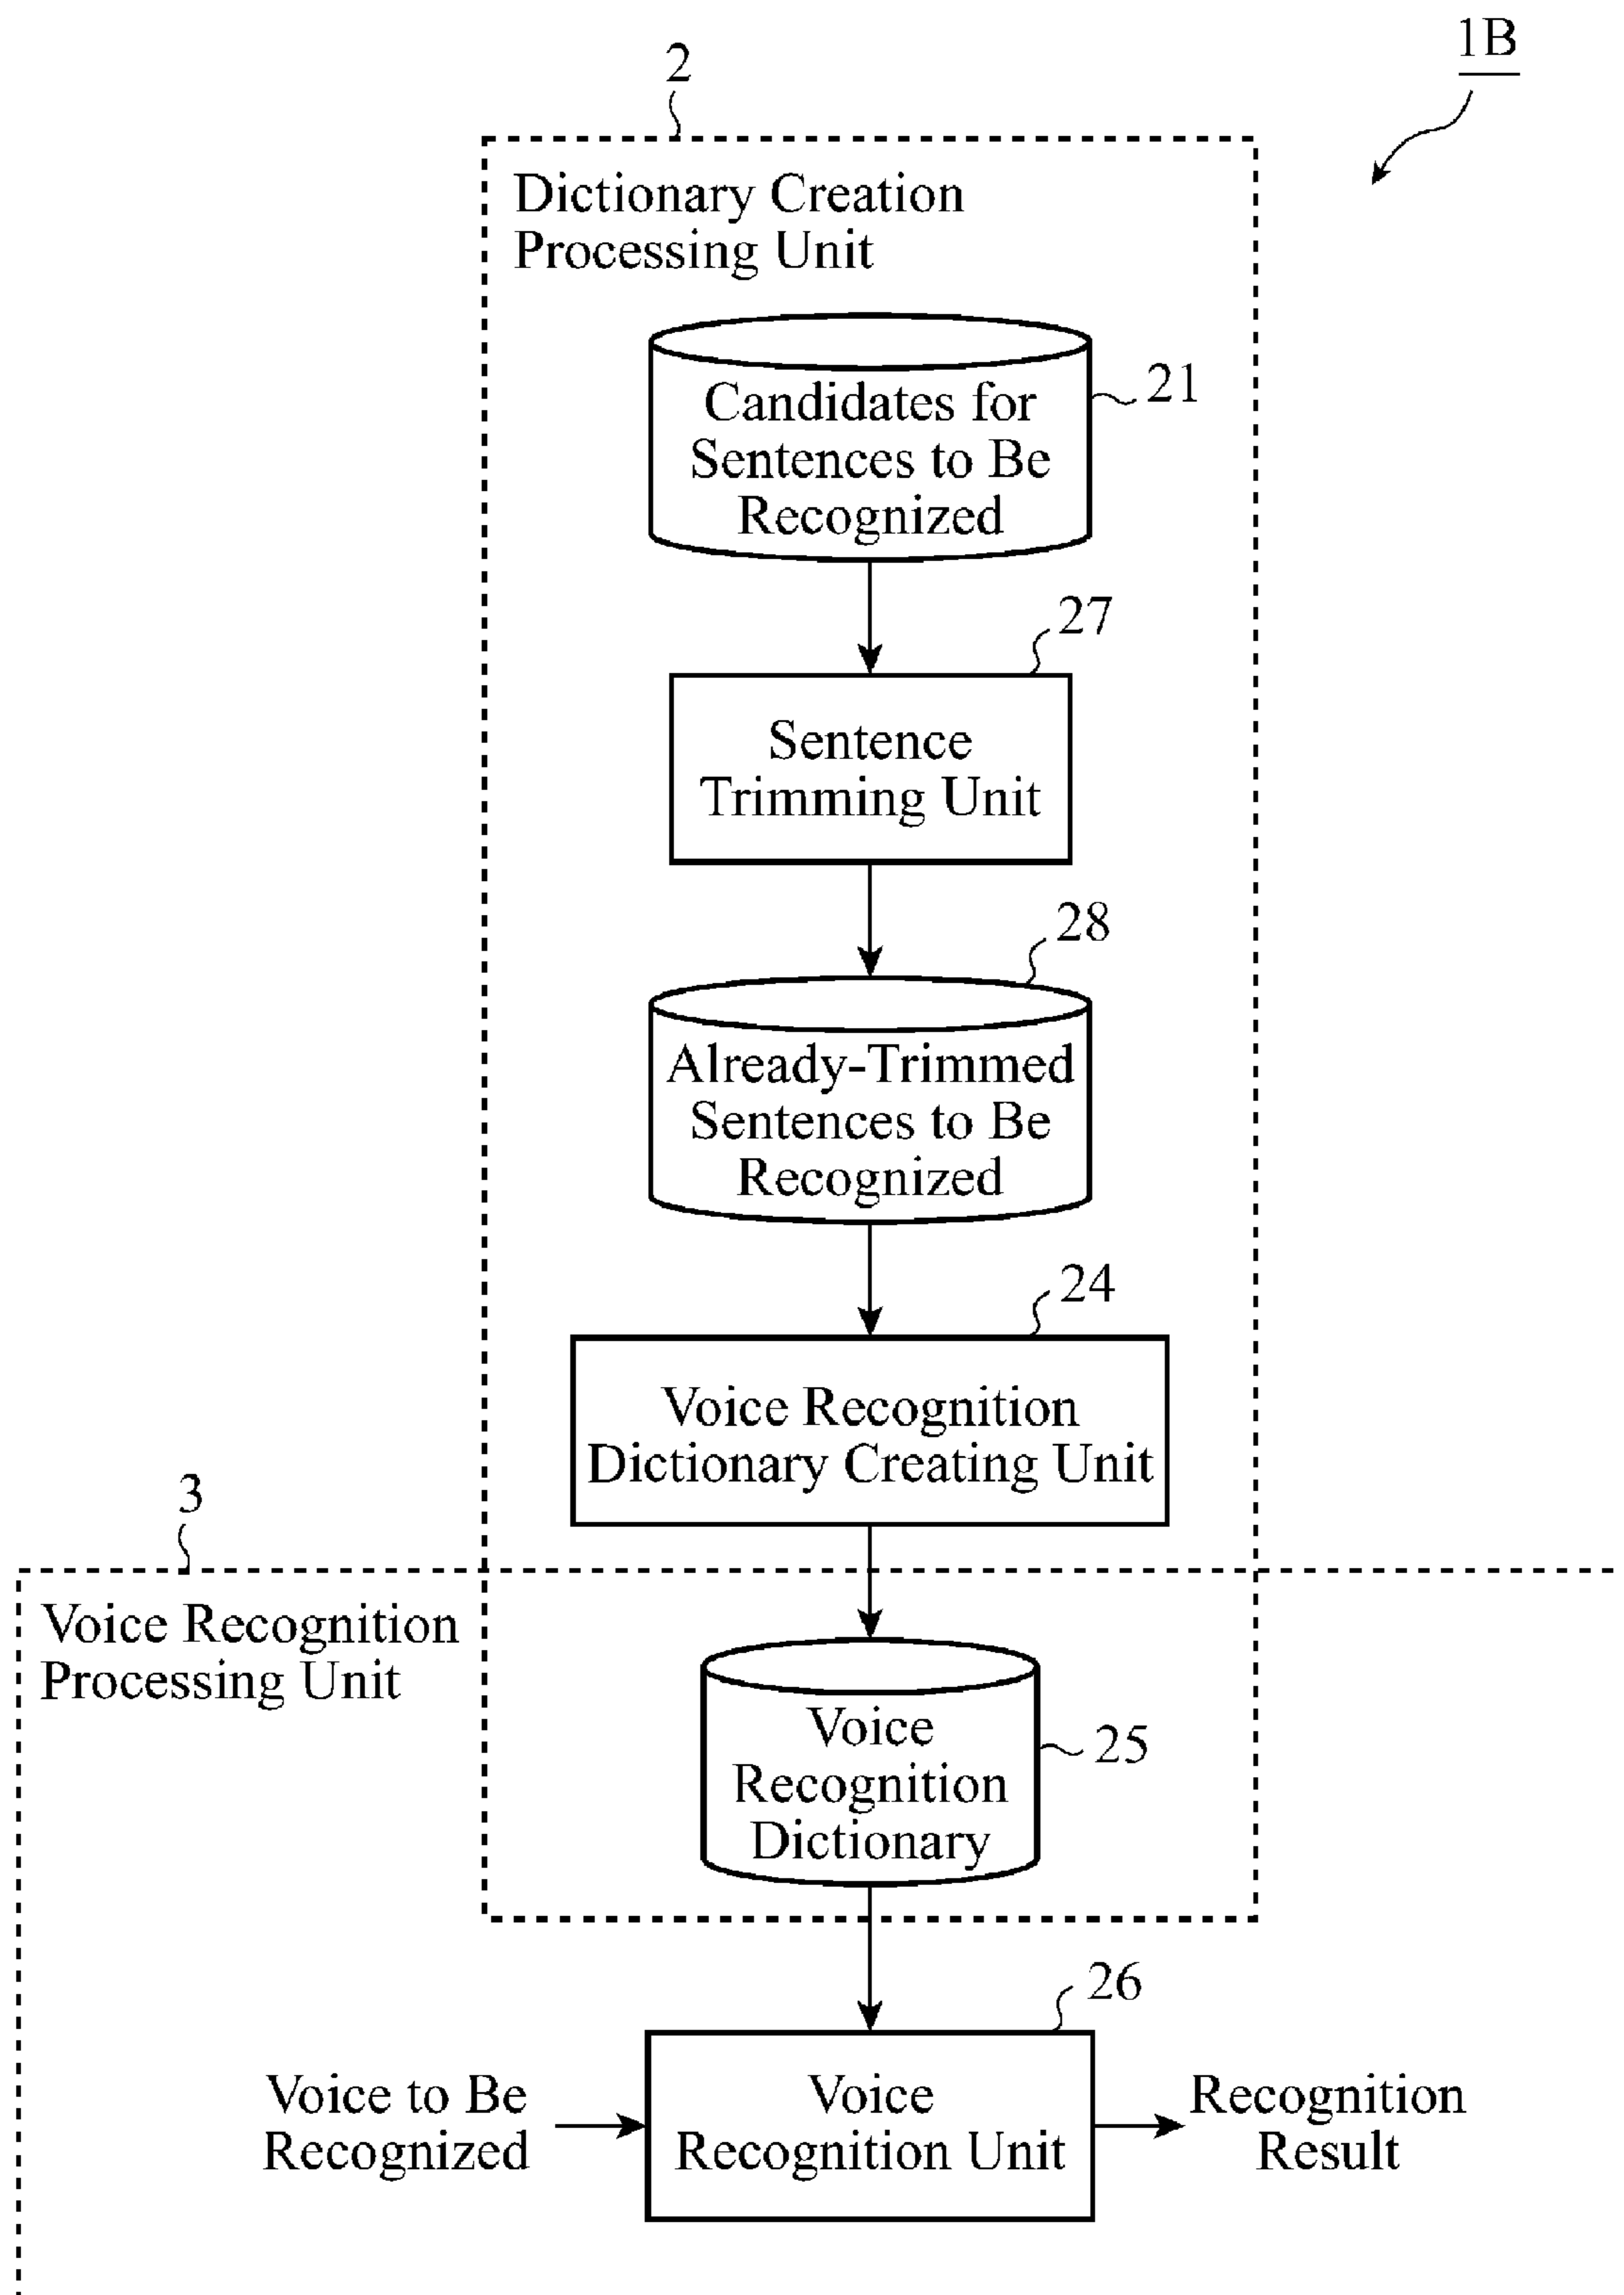 1B
2
Dictionary Creation
Processing Unit
Candidates for
Sentences to Be
Recognized
21
27
Sentence
Trimming Unit
28
Already-Trimmed
Sentences to Be
Recognized
24
Voice Recognition
Dictionary Creating Unit
3
Voice Recognition
Processing Unit
Voice
Recognition
Dictionary
25
26
Voice to Be
Recognized
Voice
Recognition Unit
Recognition
Result